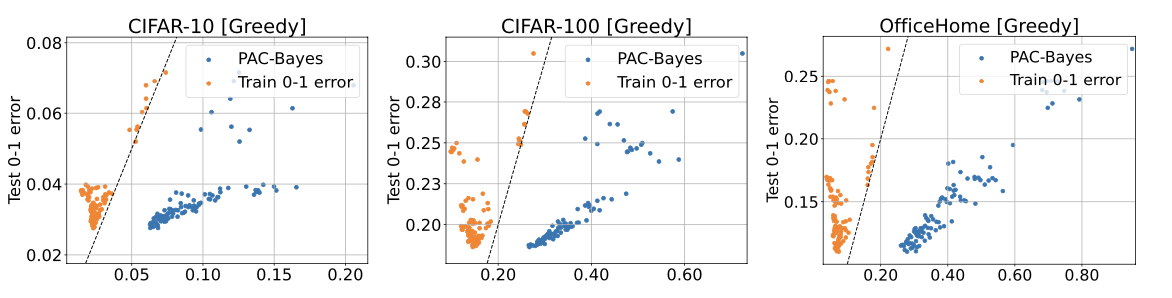 CIFAR-10 [Greedy]
Test 0-1 error
0.08
0.06
0.04
0.02
PAC-Bayes
Train 0-1 error
0.05
0.10
0.15
0.20
CIFAR-100 [Greedy]
Test 0-1 error
0.30
0.28
0.25
0.23
0.20
PAC-Bayes
Train 0-1 error
0.20
0.40
0.60
OfficeHome [Greedy]
Test 0-1 error
0.25
0.20
0.15
PAC-Bayes
Train 0-1 error
0.20
0.40
0.60
0.80